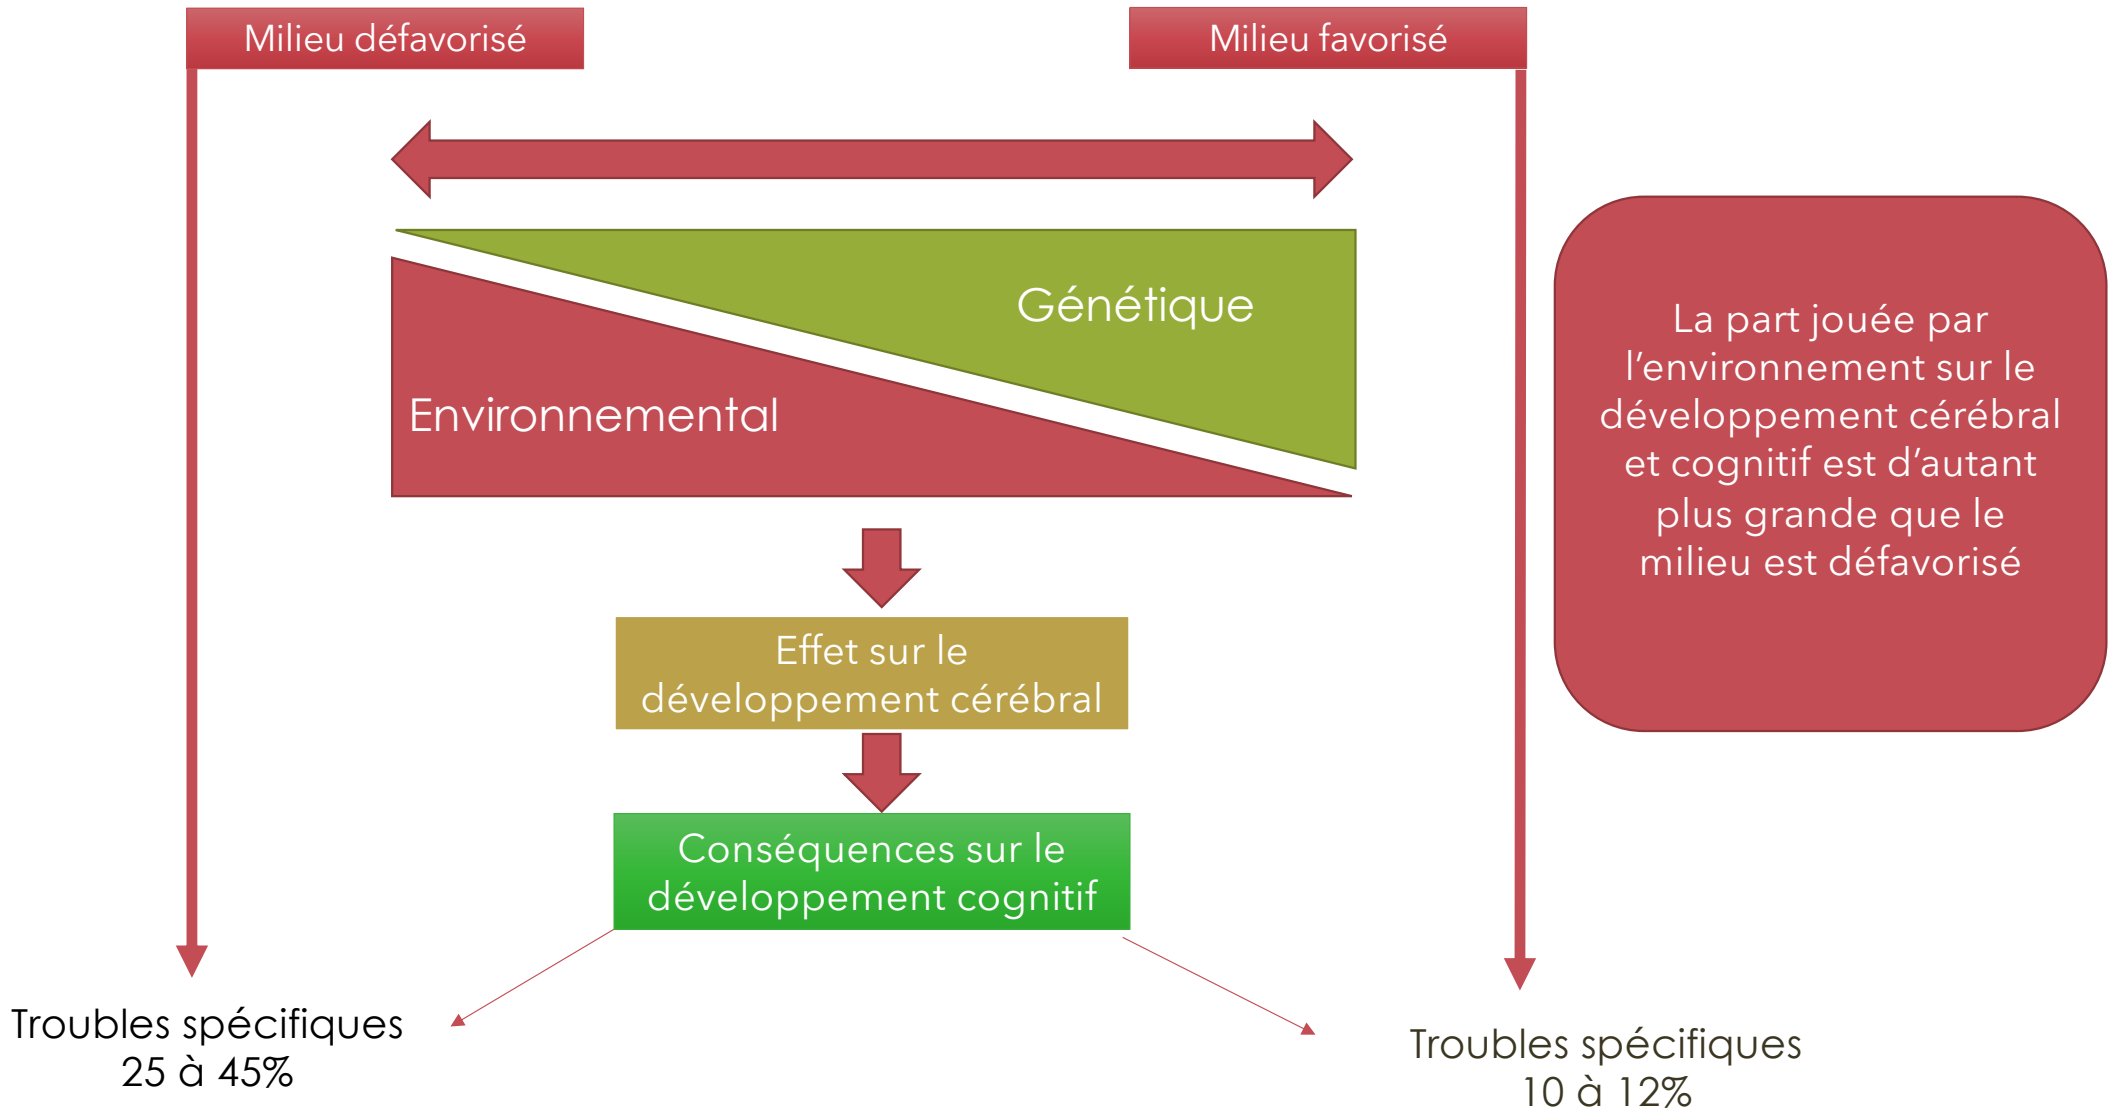 Milieu défavorisé
Milieu favorisé
Génétique
Environnemental
La part jouée par
l’environnement sur le
développement cérébral
et cognitif est d’autant
plus grande que le
milieu est défavorisé
Effet sur le
développement cérébral
Conséquences sur le
développement cognitif
Troubles spécifiques
25 à 45%
Troubles spécifiques
10 à 12%